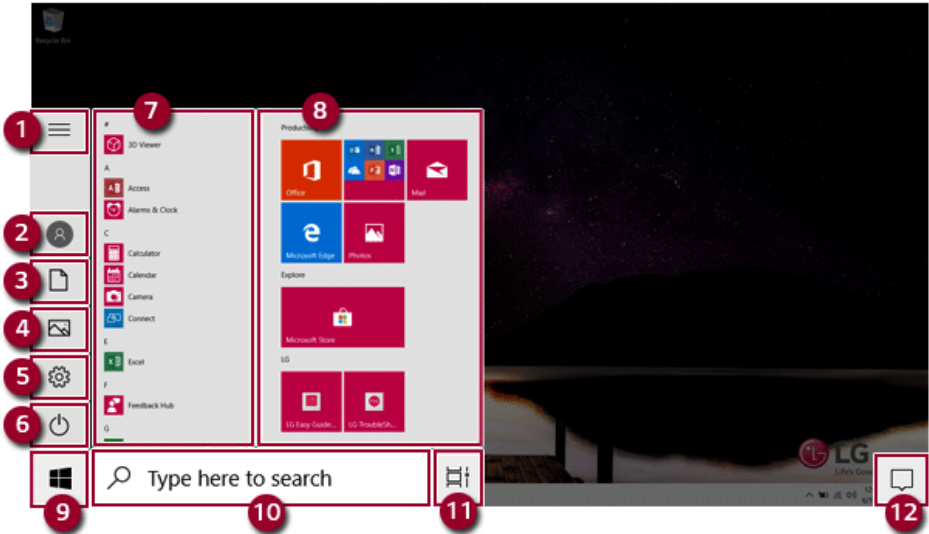 Recycle Bin
1
2
3
4
5
6
7
#
3D Viewer
A
Access
Alarms & Clock
C
Calculator
Calendar
Camera
Connect
E
Excel
F
Feedback Hub
G
8
Office
Mail
Microsoft Edge
Photos
Explore
Microsoft Store
LG
LG Easy Guide...
LG TroubleSh...
LG
9
Type here to search
10
11
12